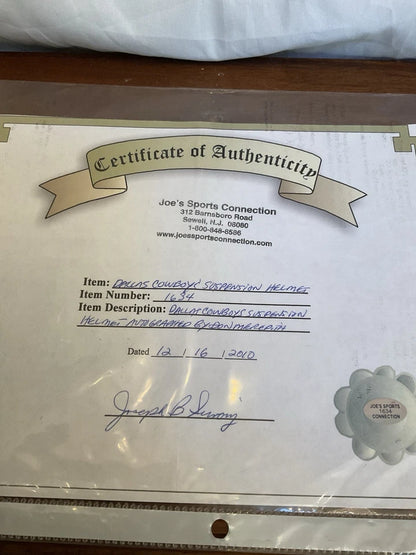 Certificate of Authenticity
Joe's Sports Connection
312 Barnsboro Road
Sewell, N.J. 08080
1-800-848-8586
www.joessportsconnection.com
Item: DALLAS COWBOYS' SUSPENSION HELMET
Item Number: 1634
Item Description: DALLAS COWBOYS SUSPENSION
HELMET AUTOGRAPHED BY DON MEREDITH
Dated 12 / 16 / 2010
Joseph B
JOE'S SPORTS
1634
CONNECTION